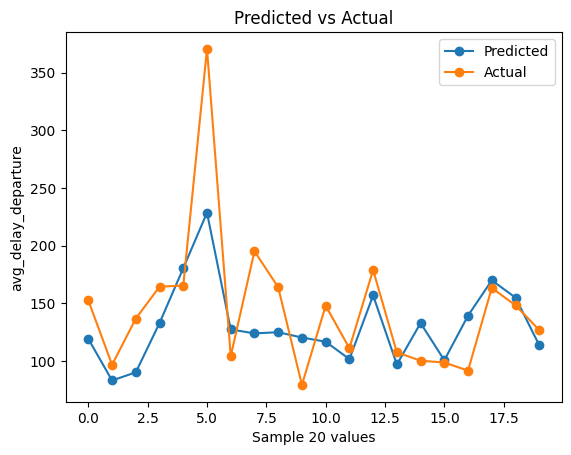 Predicted vs Actual
Predicted
Actual
avg_delay_departure
350
300
250
200
150
100
0.0 2.5 5.0 7.5 10.0 12.5 15.0 17.5
Sample 20 values